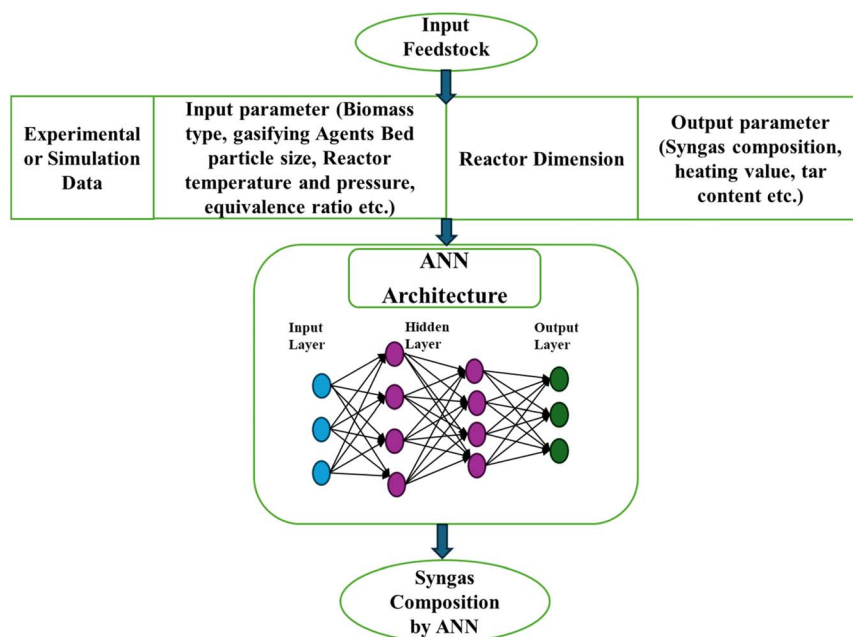 Input
Feedstock
Experimental
or Simulation
Data
Input parameter (Biomass
type, gasifying Agents Bed
particle size, Reactor
temperature and pressure,
equivalence ratio etc.)
Reactor Dimension
Output parameter
(Syngas composition,
heating value, tar
content etc.)
ANN
Architecture
Input
Layer
Hidden
Layer
Output
Layer
Syngas
Composition
by ANN